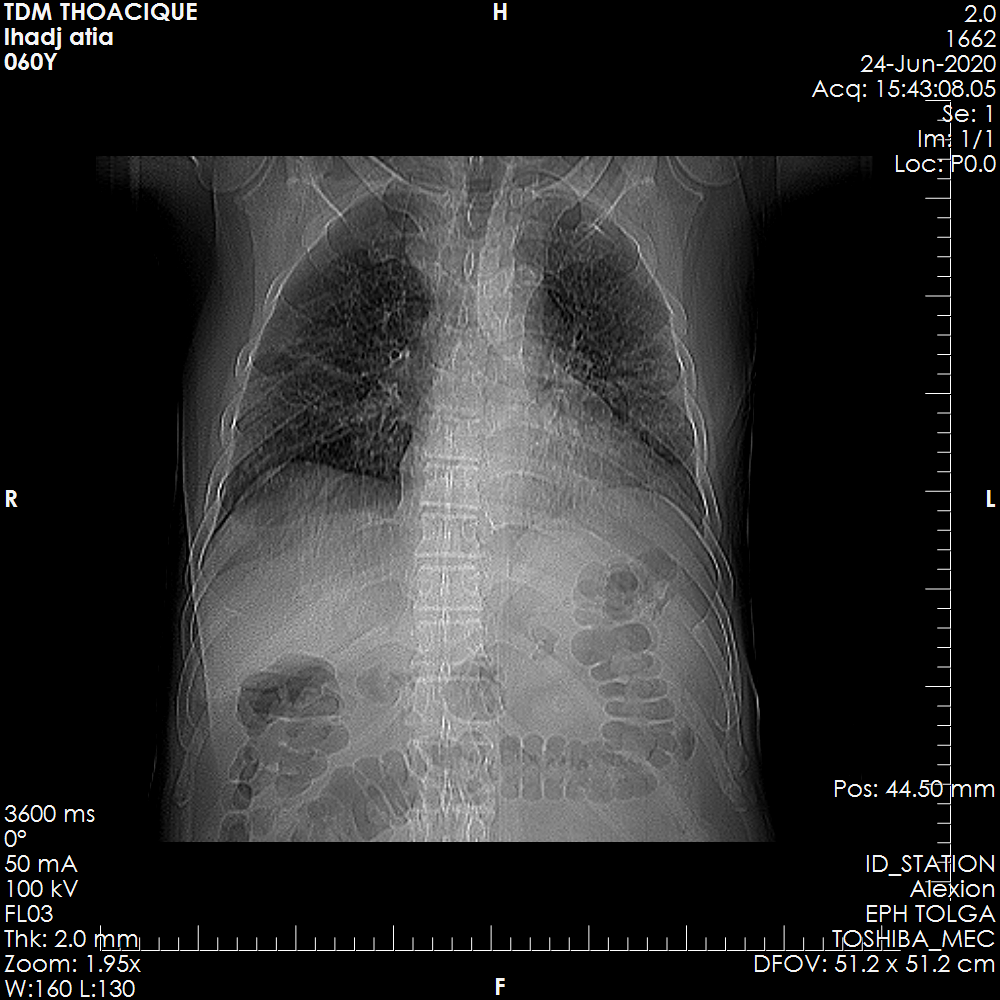 TDM THOACIQUE
Ihadj atia
060Y
H
2.0
1662
24-Jun-2020
Acq: 15:43:08.05
Se: 1
Im: 1/1
Loc: P0.0
R
L
Pos: 44.50 mm
3600 ms
0°
50 mA
100 kV
FL03
Thk: 2.0 mm
Zoom: 1.95x
W:160 L:130
F
ID_STATION
Alexion
EPH TOLGA
TOSHIBA_MEC
DFOV: 51.2 x 51.2 cm